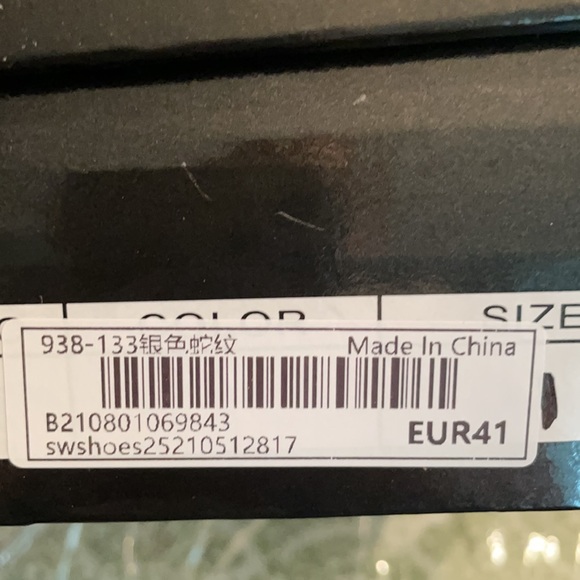 COLOR
SIZE
938-133银色蛇纹 Made In China
B210801069843
swshoes25210512817
EUR41